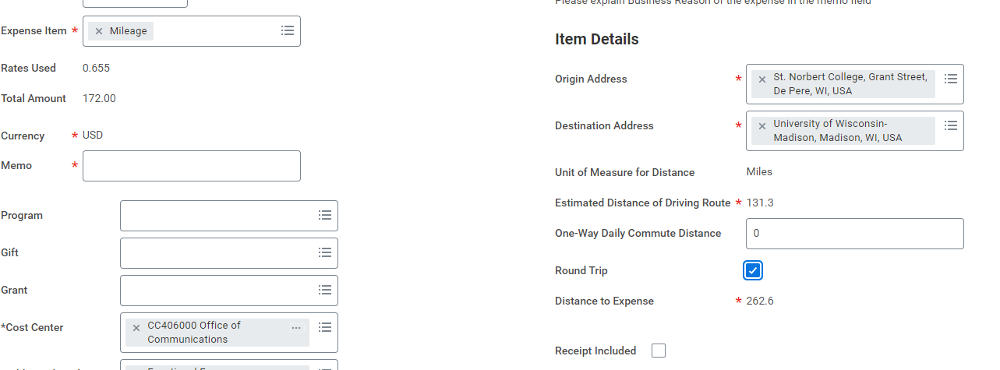 Please explain Business Reason of the expense in the memo field
Expense Item * Mileage
Rates Used 0.655
Total Amount 172.00
Currency * USD
Memo *
Program
Gift
Grant
*Cost Center CC406000 Office of
Communications
Item Details
Origin Address * St. Norbert College, Grant Street,
De Pere, WI, USA
Destination Address * University of Wisconsin-
Madison, Madison, WI, USA
Unit of Measure for Distance Miles
Estimated Distance of Driving Route * 131.3
One-Way Daily Commute Distance 0
Round Trip
Distance to Expense * 262.6
Receipt Included